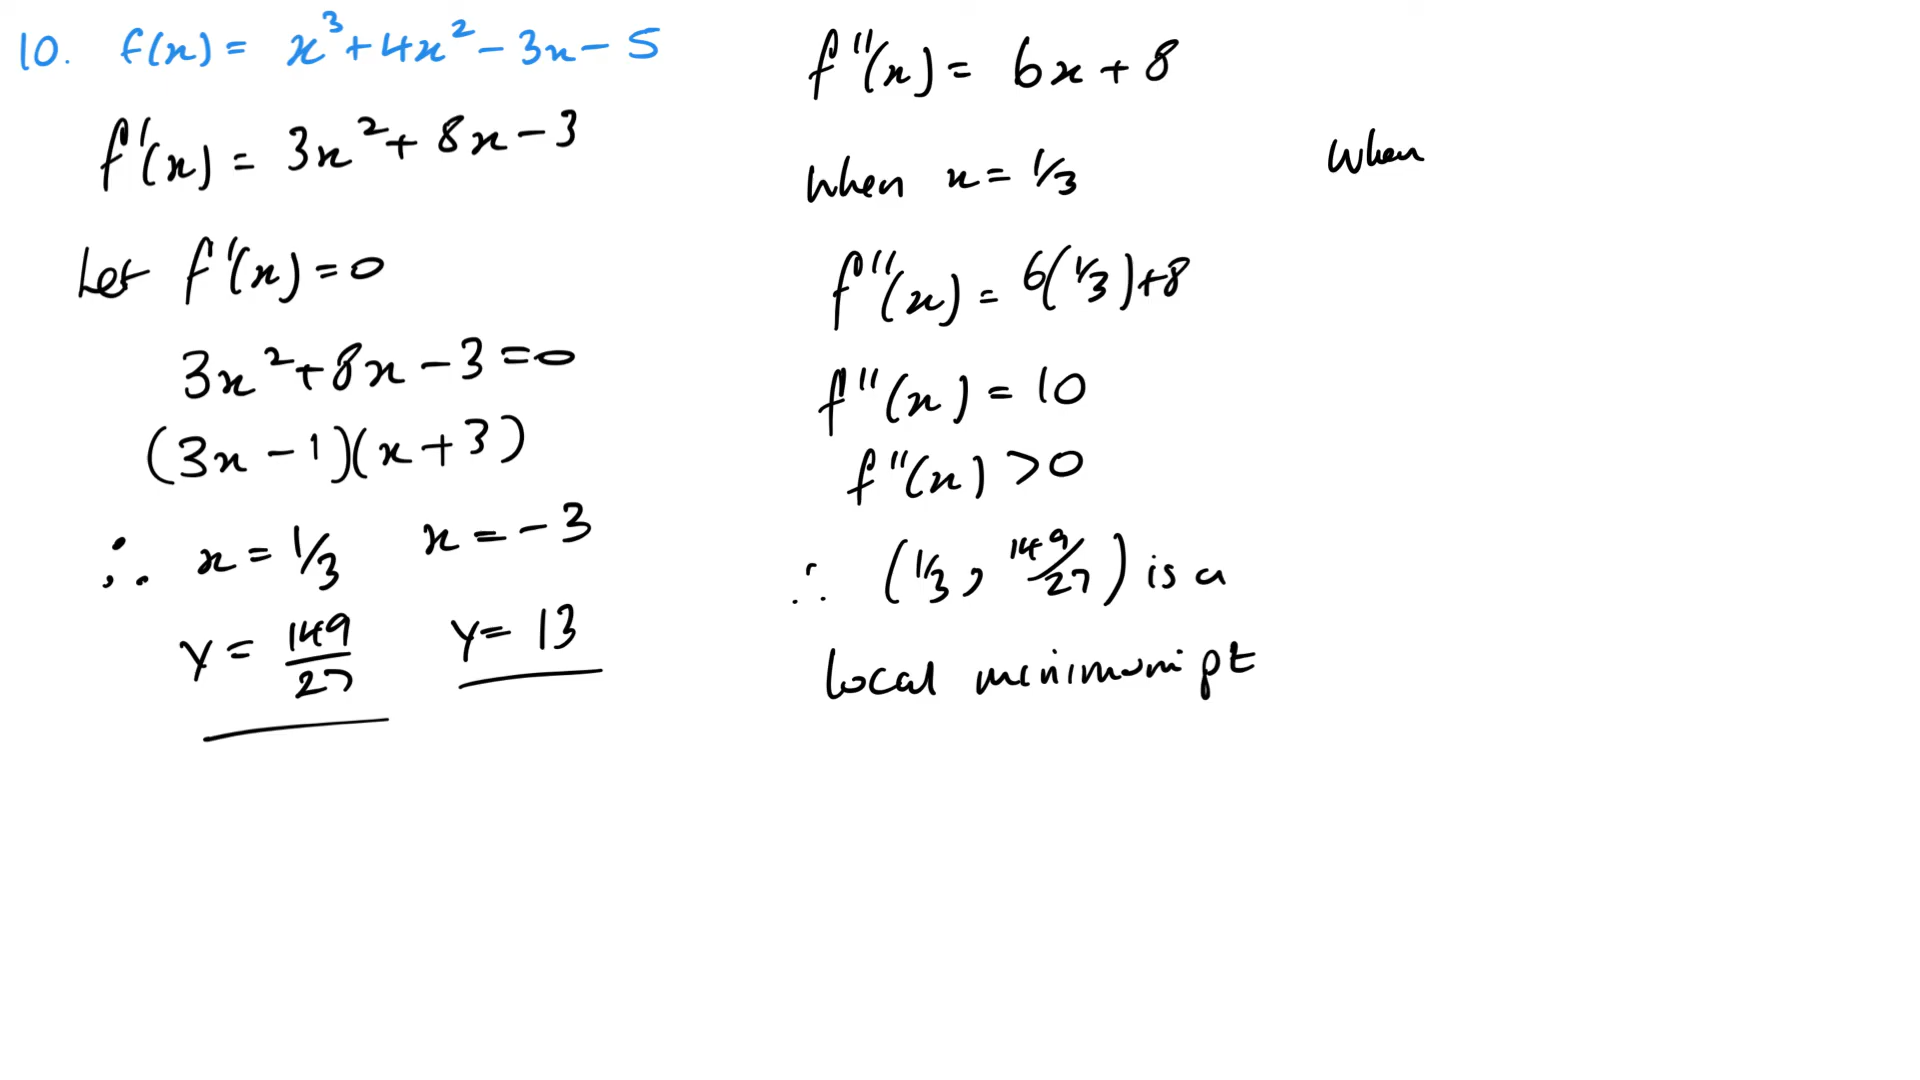 10. f(x) = x³+4x²-3x-5
f'(x) = 3x²+8x-3
Let f'(x)=0
3x²+8x-3=0
(3x-1)(x+3)
∴ x=1/3 x=-3
y=149/27 y=13
f''(x)= 6x+8
When x=1/3
f''(x)=6(1/3)+8
f''(x)=10
f''(x)>0
∴ (1/3, 149/27) is a
local minimum pt
When